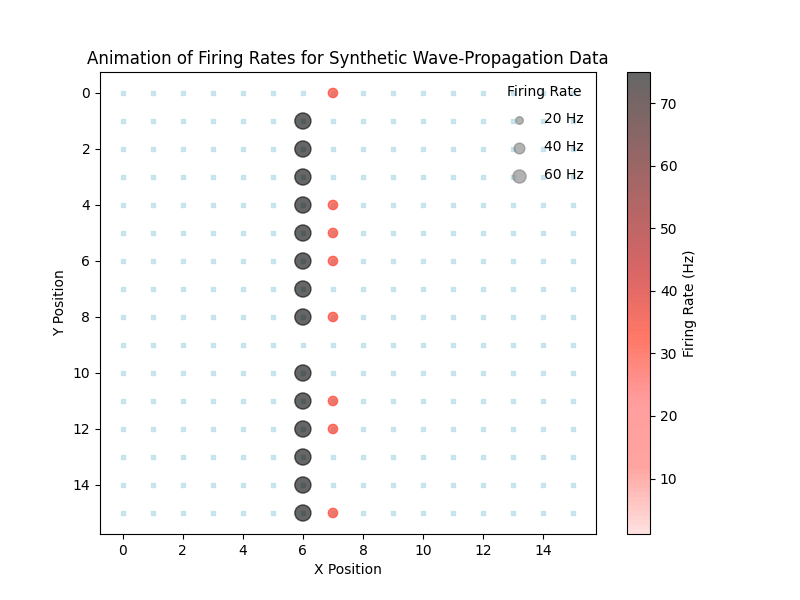 Animation of Firing Rates for Synthetic Wave-Propagation Data
Firing Rate
20 Hz
40 Hz
60 Hz
0
2
4
6
8
10
12
14
Y Position
0 2 4 6 8 10 12 14
X Position
70
60
50
40
30
20
10
Firing Rate (Hz)